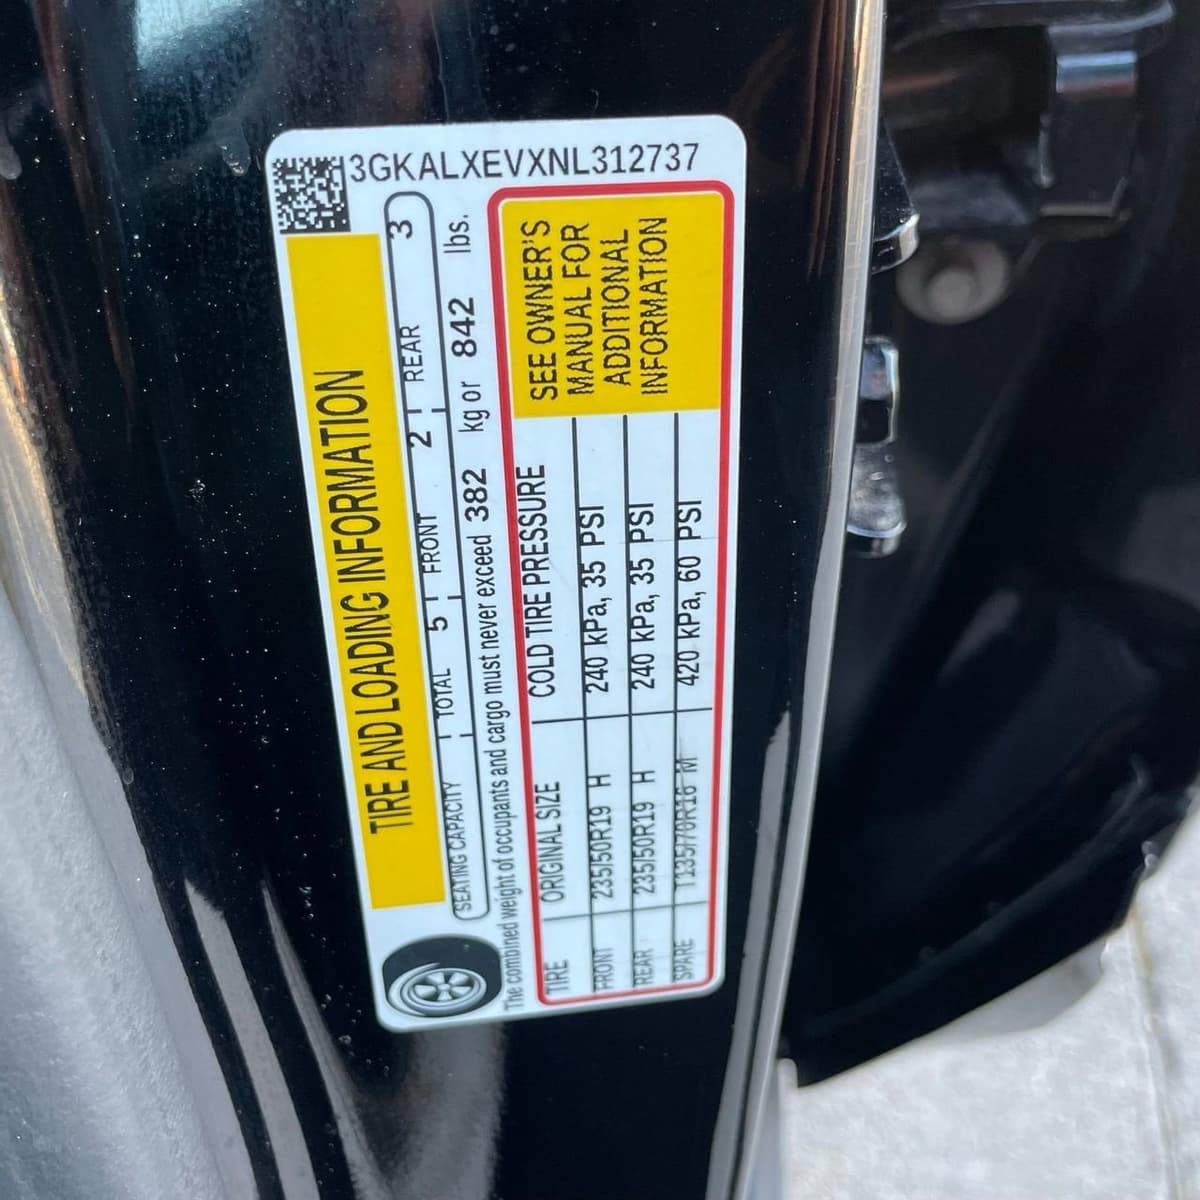 3GKALXEVXNL312737
TIRE AND LOADING INFORMATION
SEATING CAPACITY TOTAL 5 FRONT 2 REAR 3
The combined weight of occupants and cargo must never exceed 382 kg or 842 lbs.
TIRE ORIGINAL SIZE COLD TIRE PRESSURE
FRONT 235/50R19 H 240 kPa, 35 PSI
REAR 235/50R19 H 240 kPa, 35 PSI
SPARE T135/70R16 M 420 kPa, 60 PSI
SEE OWNER'S
MANUAL FOR
ADDITIONAL
INFORMATION